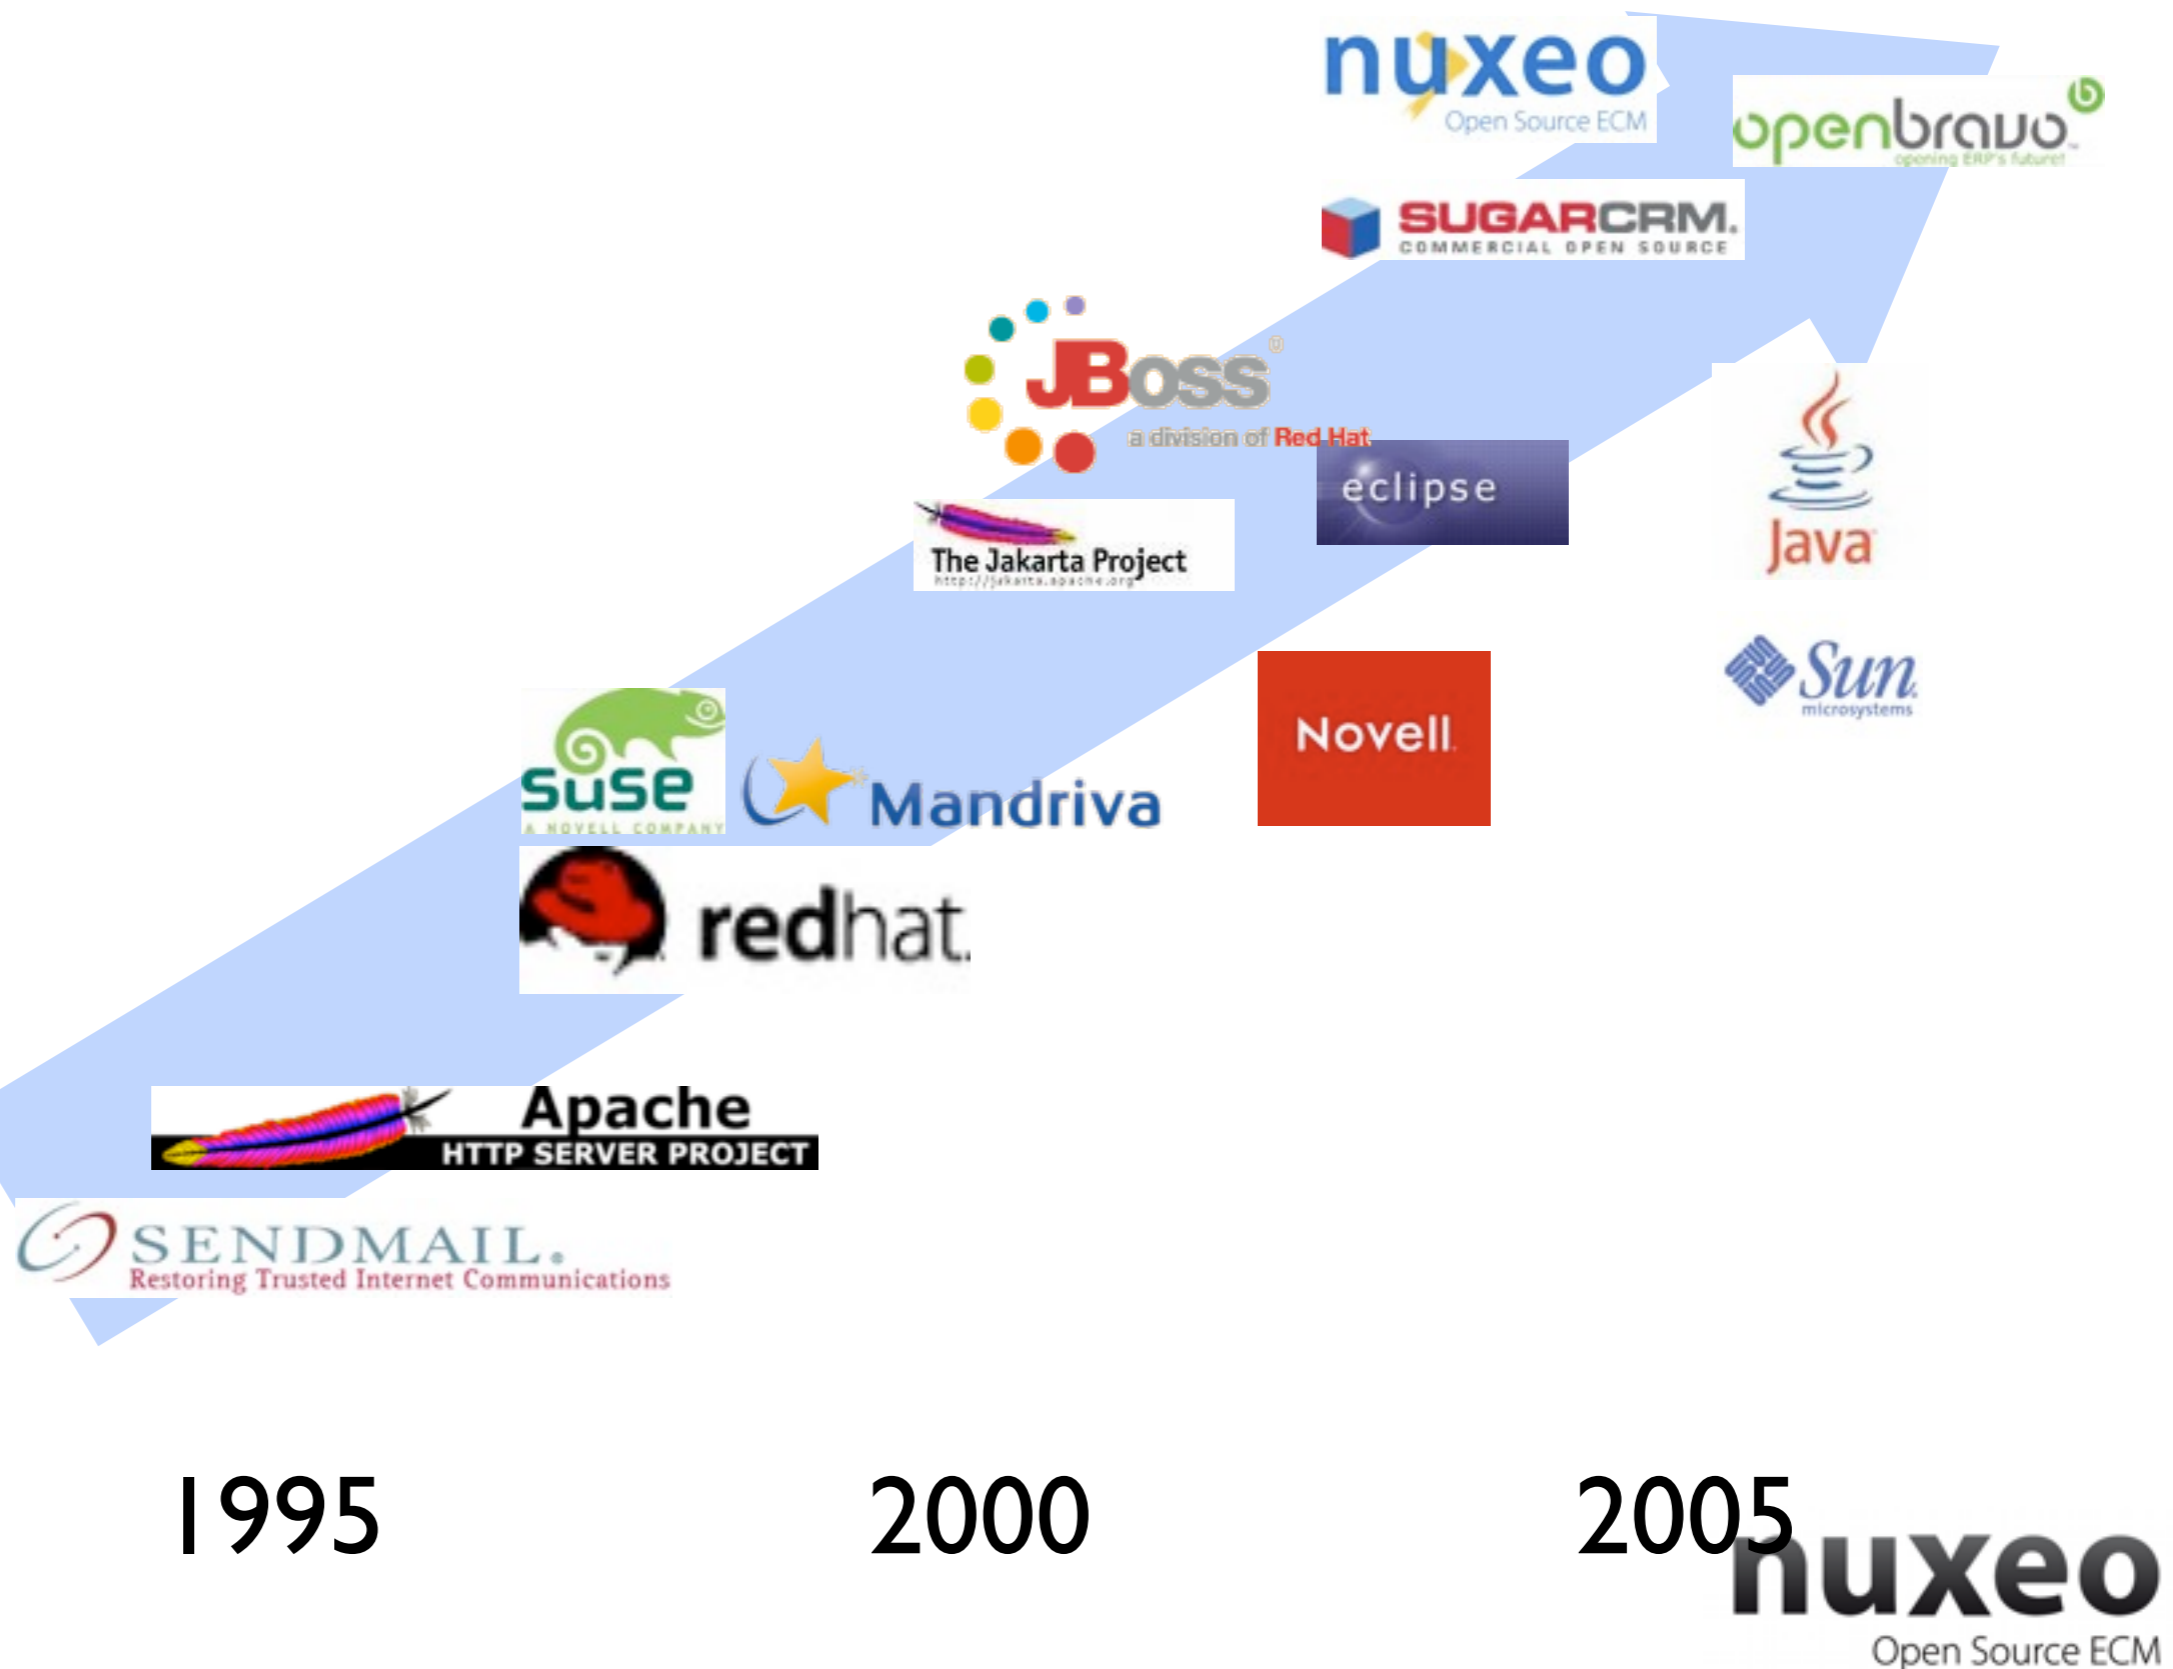 nuxeo
Open Source ECM
openbravo™
opening ERP's future!
SUGARCRM.
COMMERCIAL OPEN SOURCE
JBoss®
a division of Red Hat
eclipse
The Jakarta Project
http://jakarta.apache.org
Java
Sun
microsystems
Novell
SUSE
A NOVELL COMPANY
Mandriva
redhat.
Apache
HTTP SERVER PROJECT
SENDMAIL®
Restoring Trusted Internet Communications
1995
2000
2005
nuxeo
Open Source ECM